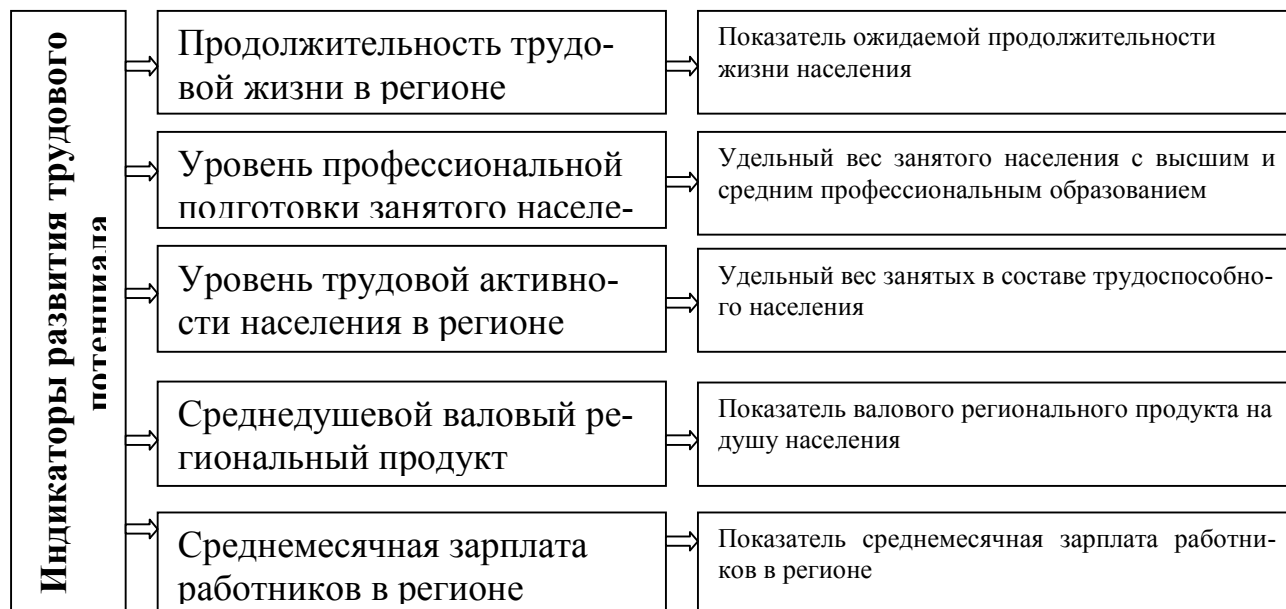 Индикаторы развития трудового
потенциала
Продолжительность трудо-
вой жизни в регионе
Показатель ожидаемой продолжительности
жизни населения
Уровень профессиональной
подготовки занятого населе-
Удельный вес занятого населения с высшим и
средним профессиональным образованием
Уровень трудовой активно-
сти населения в регионе
Удельный вес занятых в составе трудоспособно-
го населения
Среднедушевой валовый ре-
гиональный продукт
Показатель валового регионального продукта на
душу населения
Среднемесячная зарплата
работников в регионе
Показатель среднемесячная зарплата работни-
ков в регионе